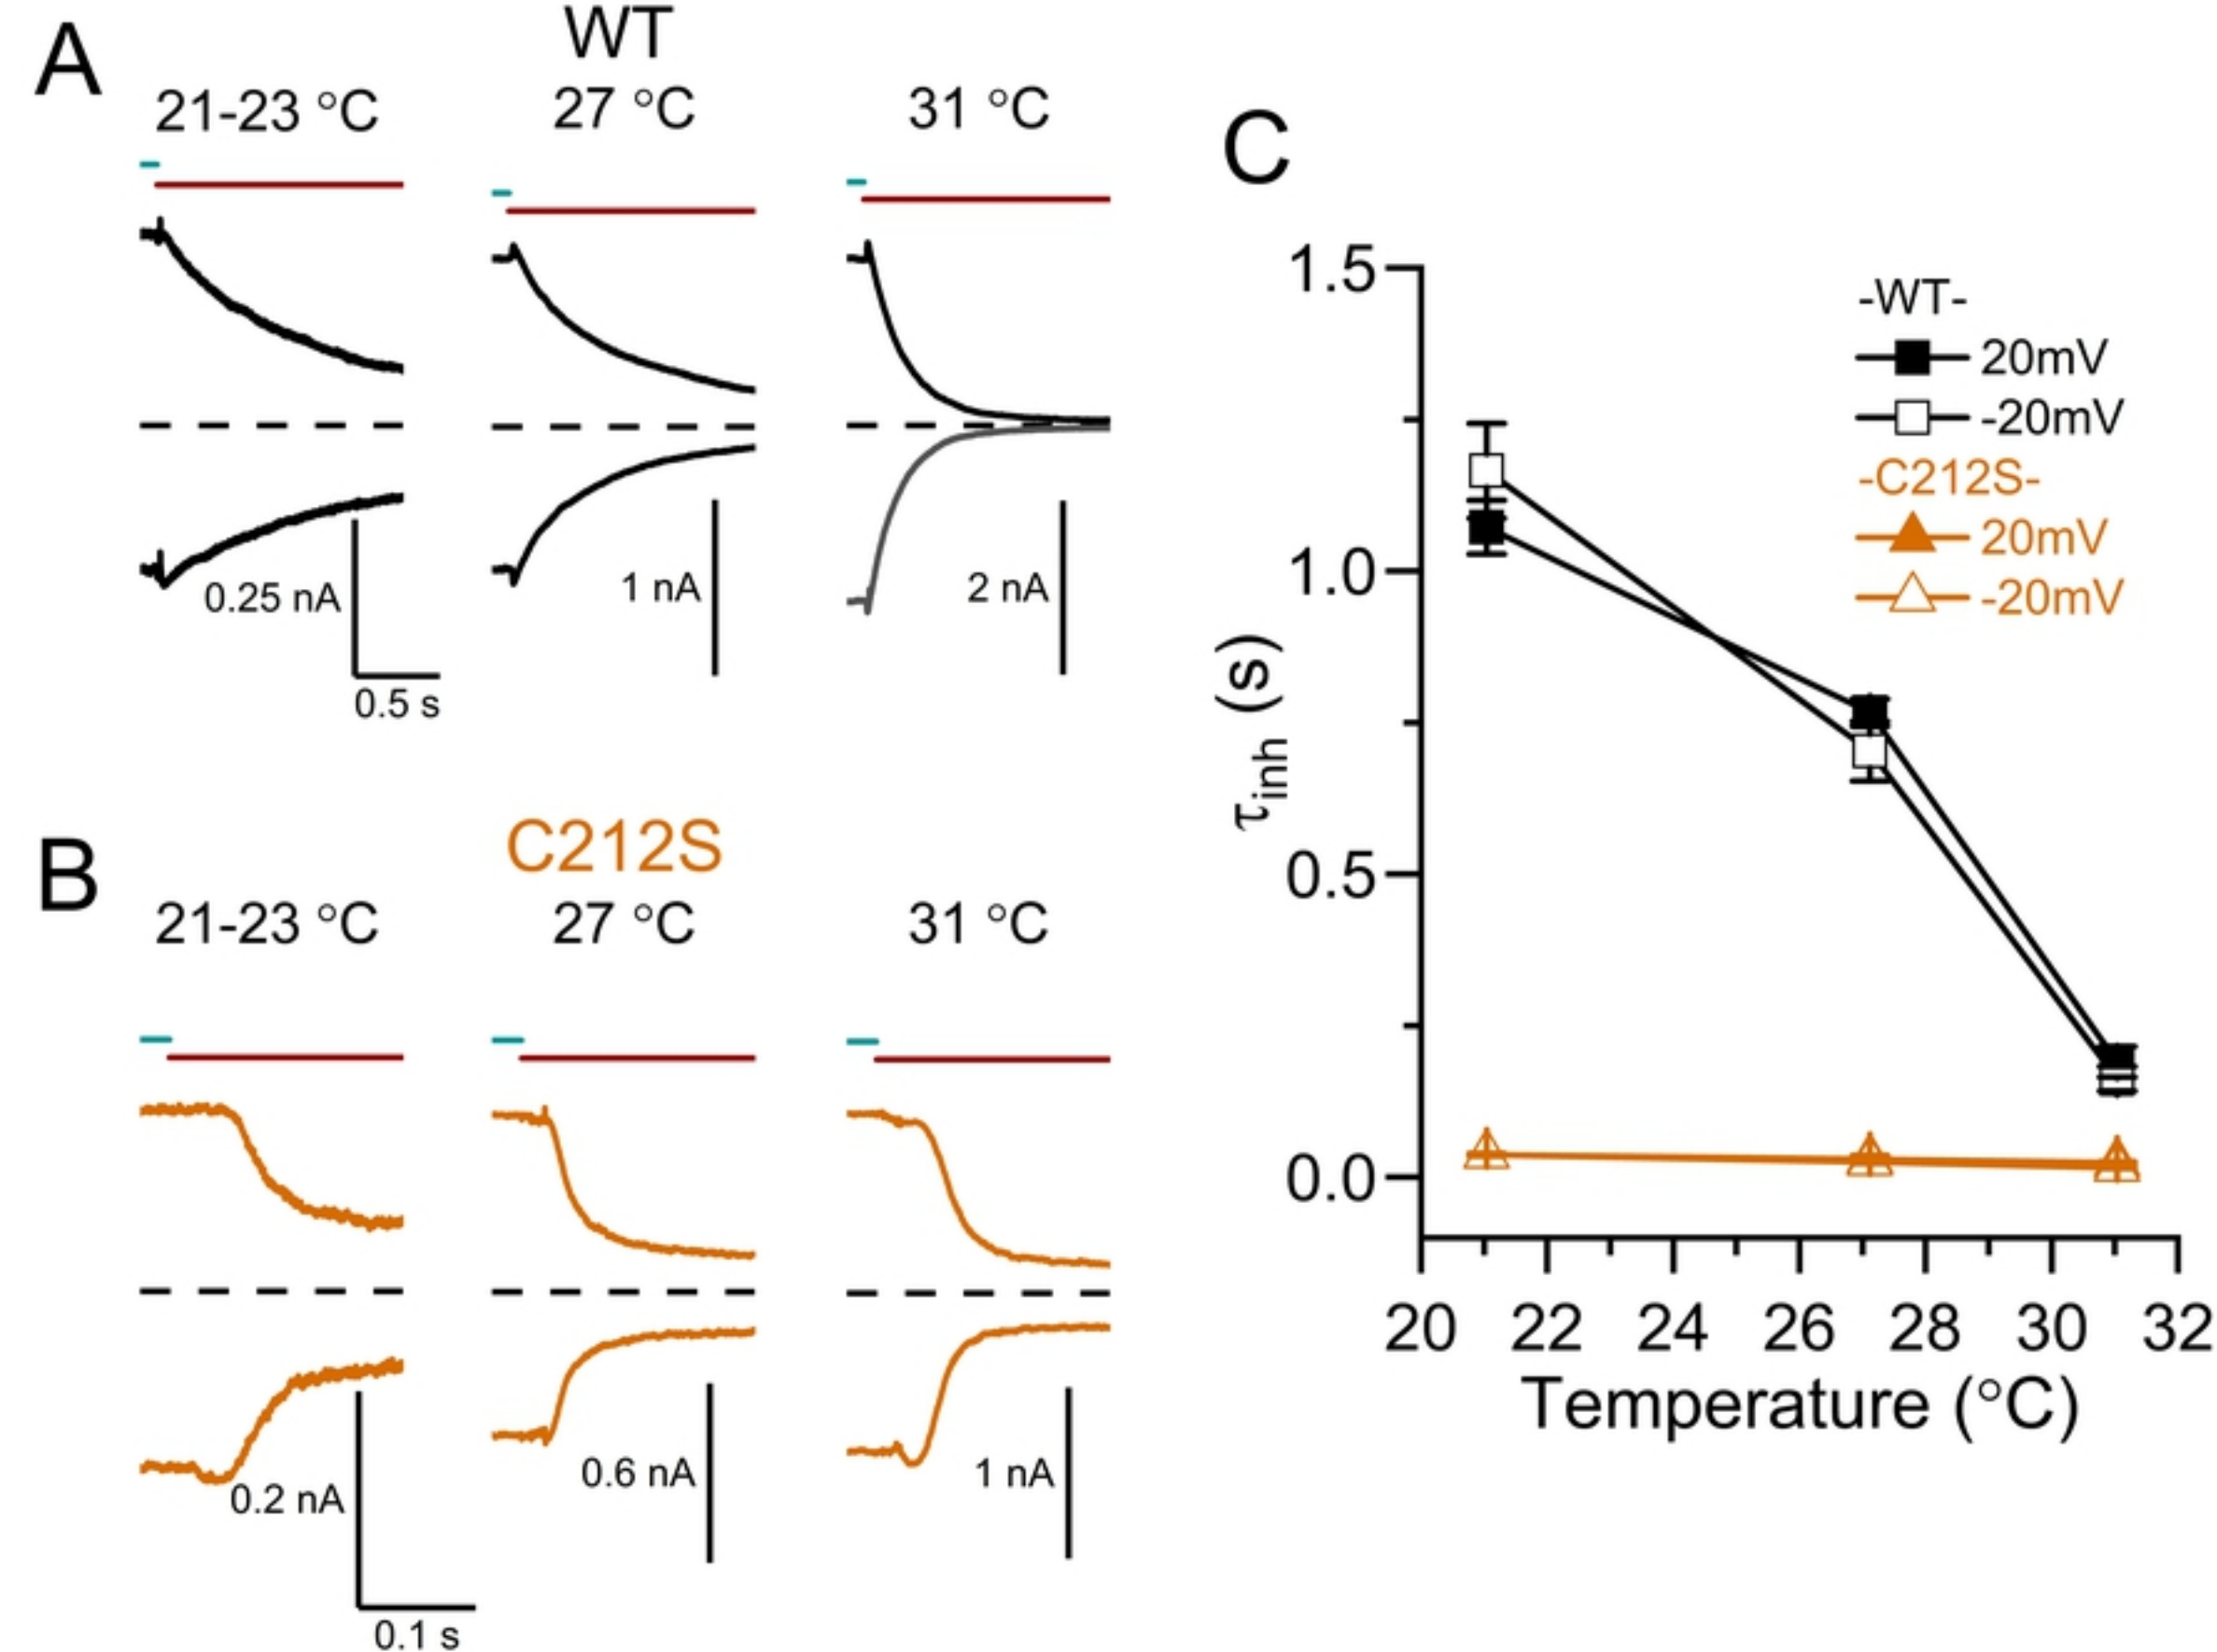 A
WT
21-23 °C
27 °C
31 °C
0.25 nA
0.5 s
1 nA
2 nA
B
C212S
21-23 °C
27 °C
31 °C
0.2 nA
0.1 s
0.6 nA
1 nA
C
1.5
1.0
0.5
0.0
τinh (s)
-WT-
20mV
-20mV
-C212S-
20mV
-20mV
20 22 24 26 28 30 32
Temperature (°C)